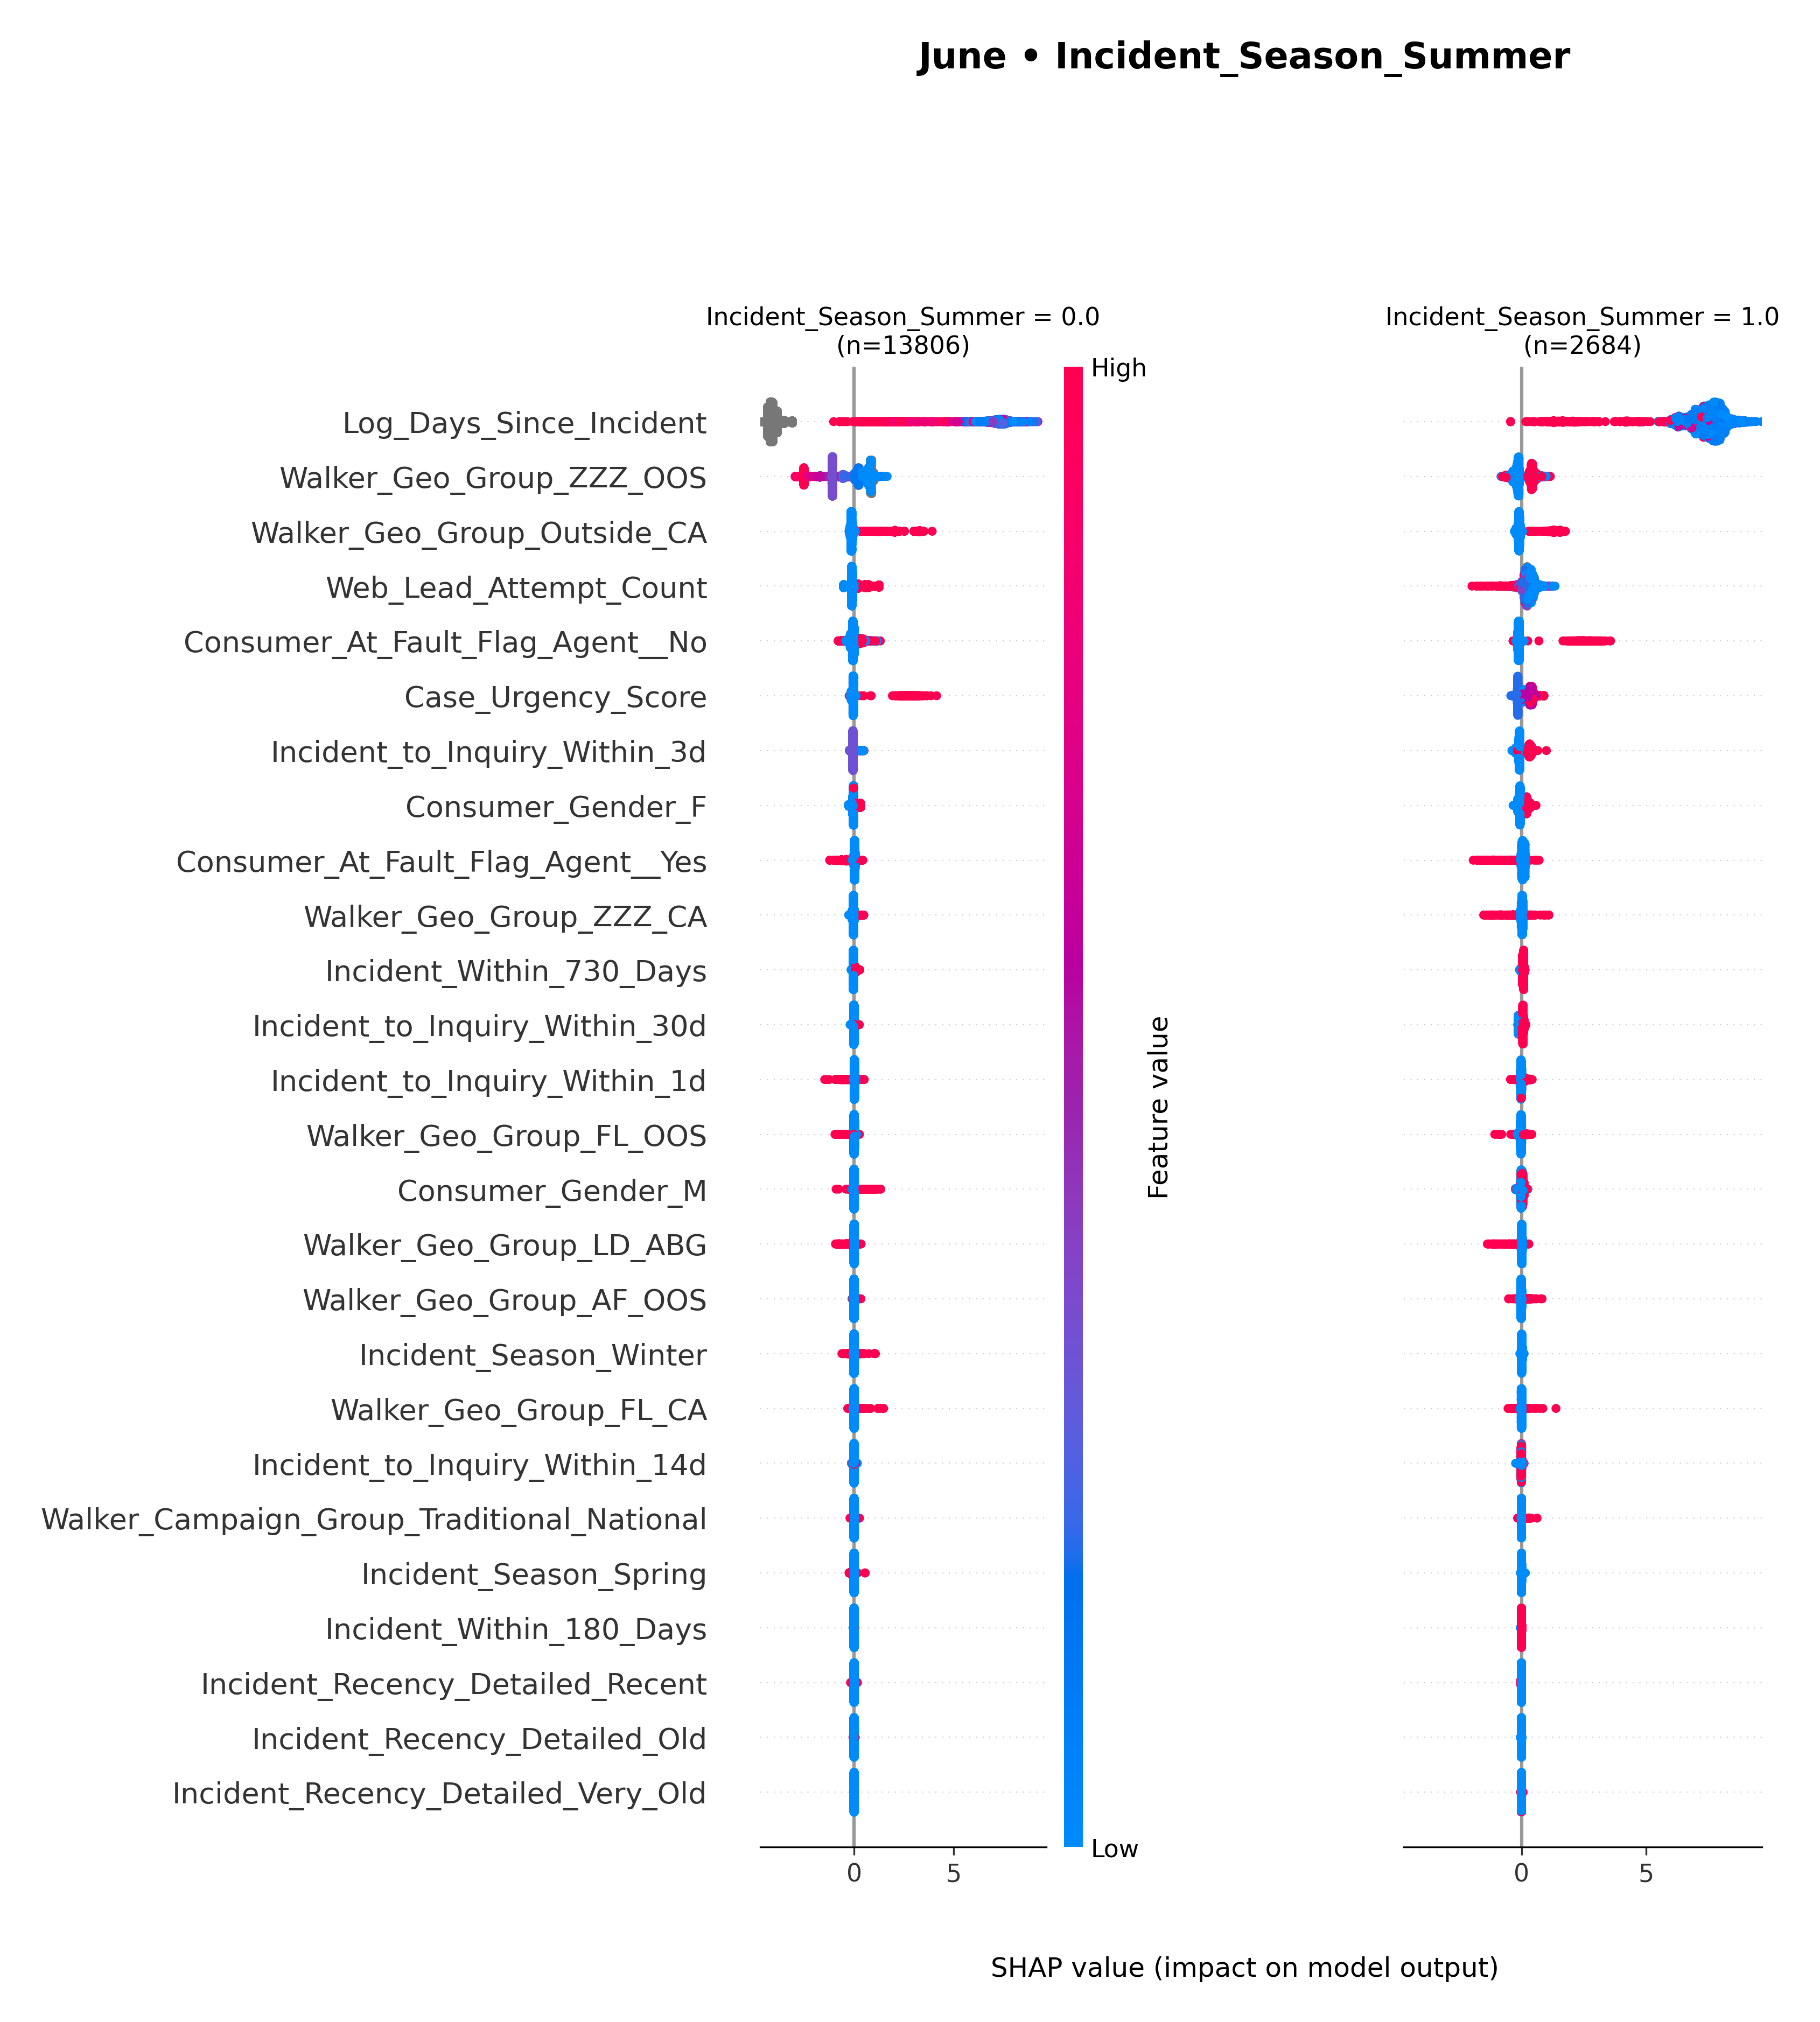 June • Incident_Season_Summer
Incident_Season_Summer = 0.0
(n=13806)
Incident_Season_Summer = 1.0
(n=2684)
High
Log_Days_Since_Incident
Walker_Geo_Group_ZZZ_OOS
Walker_Geo_Group_Outside_CA
Web_Lead_Attempt_Count
Consumer_At_Fault_Flag_Agent__No
Case_Urgency_Score
Incident_to_Inquiry_Within_3d
Consumer_Gender_F
Consumer_At_Fault_Flag_Agent__Yes
Walker_Geo_Group_ZZZ_CA
Incident_Within_730_Days
Incident_to_Inquiry_Within_30d
Incident_to_Inquiry_Within_1d
Walker_Geo_Group_FL_OOS
Consumer_Gender_M
Walker_Geo_Group_LD_ABG
Walker_Geo_Group_AF_OOS
Incident_Season_Winter
Walker_Geo_Group_FL_CA
Incident_to_Inquiry_Within_14d
Walker_Campaign_Group_Traditional_National
Incident_Season_Spring
Incident_Within_180_Days
Incident_Recency_Detailed_Recent
Incident_Recency_Detailed_Old
Incident_Recency_Detailed_Very_Old
Feature value
Low
0 5
0 5
SHAP value (impact on model output)